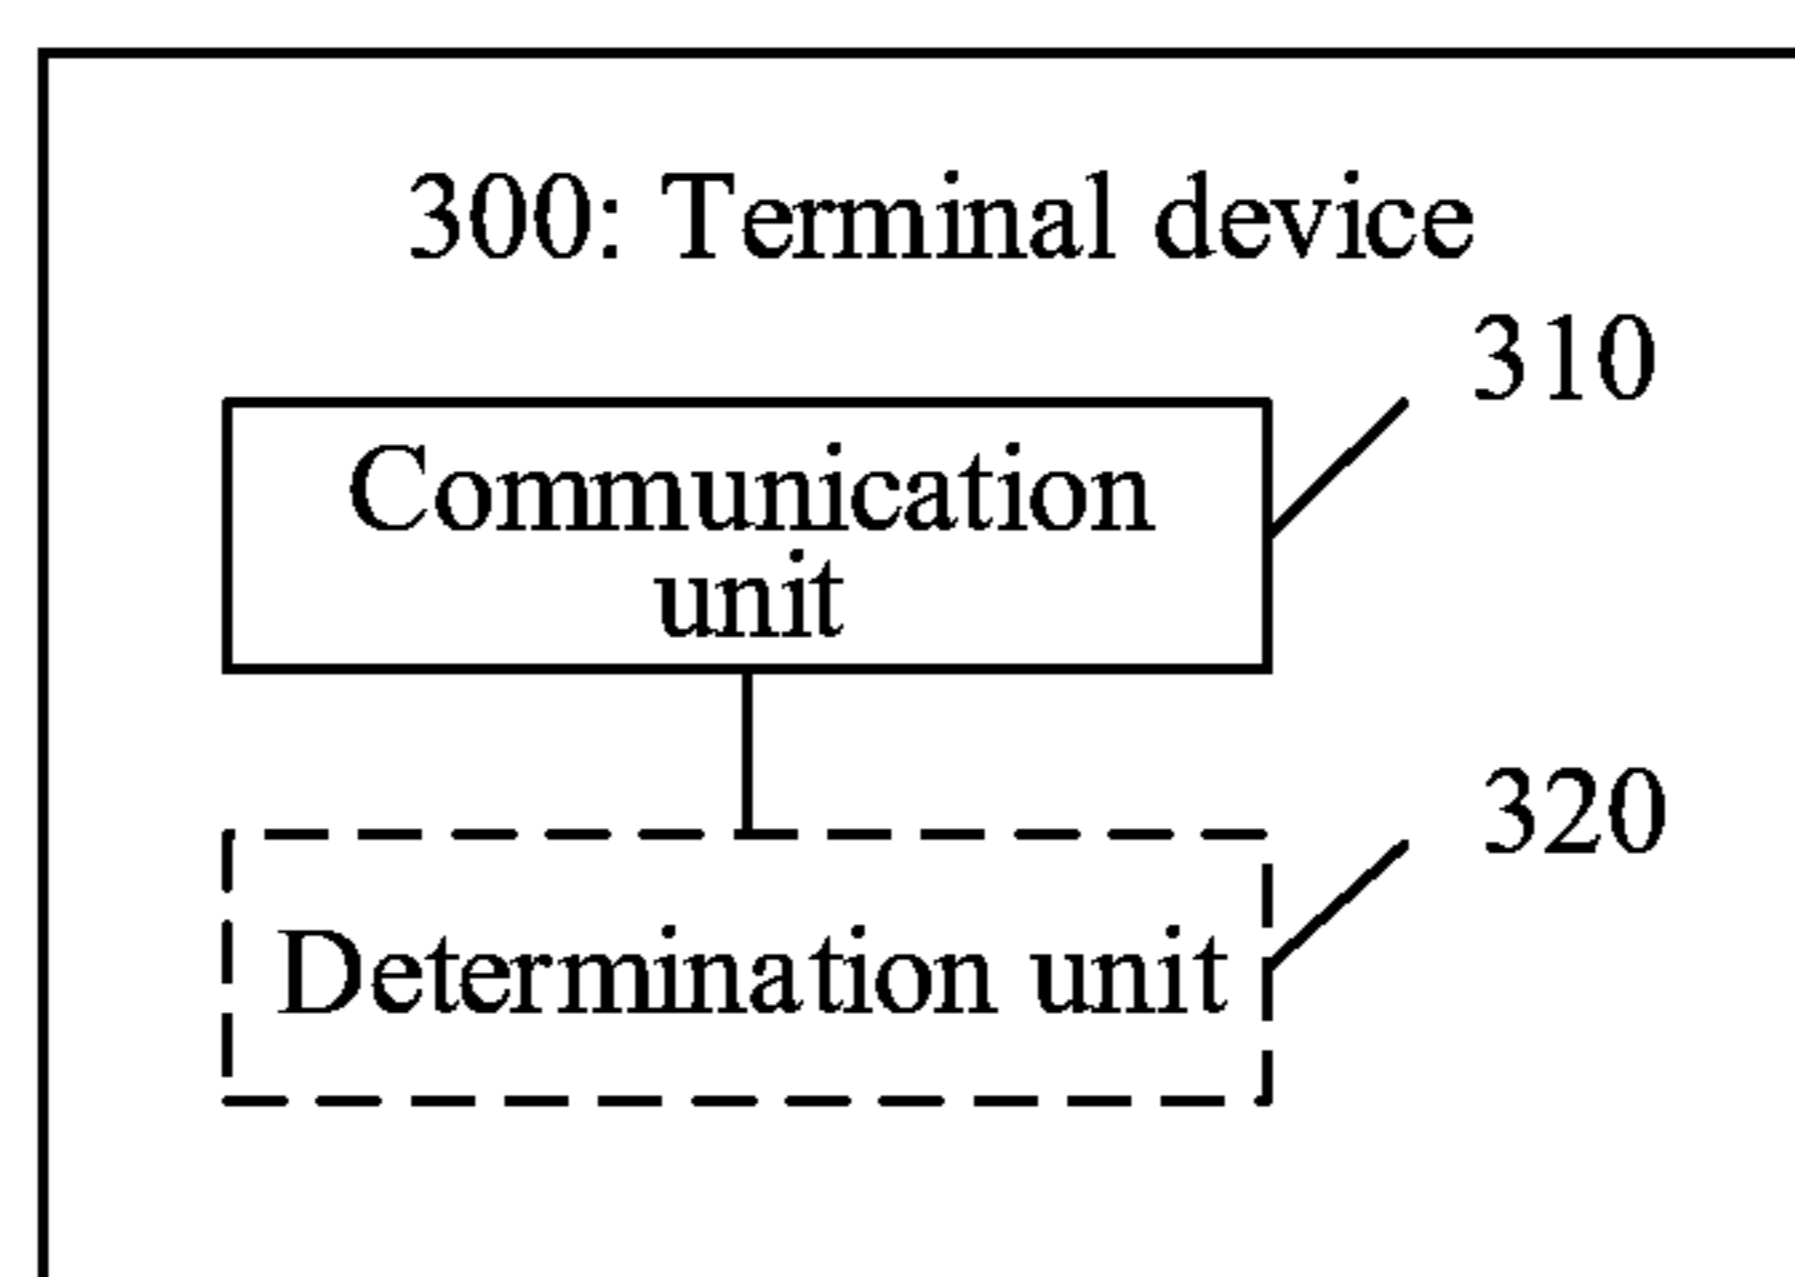 300: Terminal device
310
Communication
unit
320
Determination unit